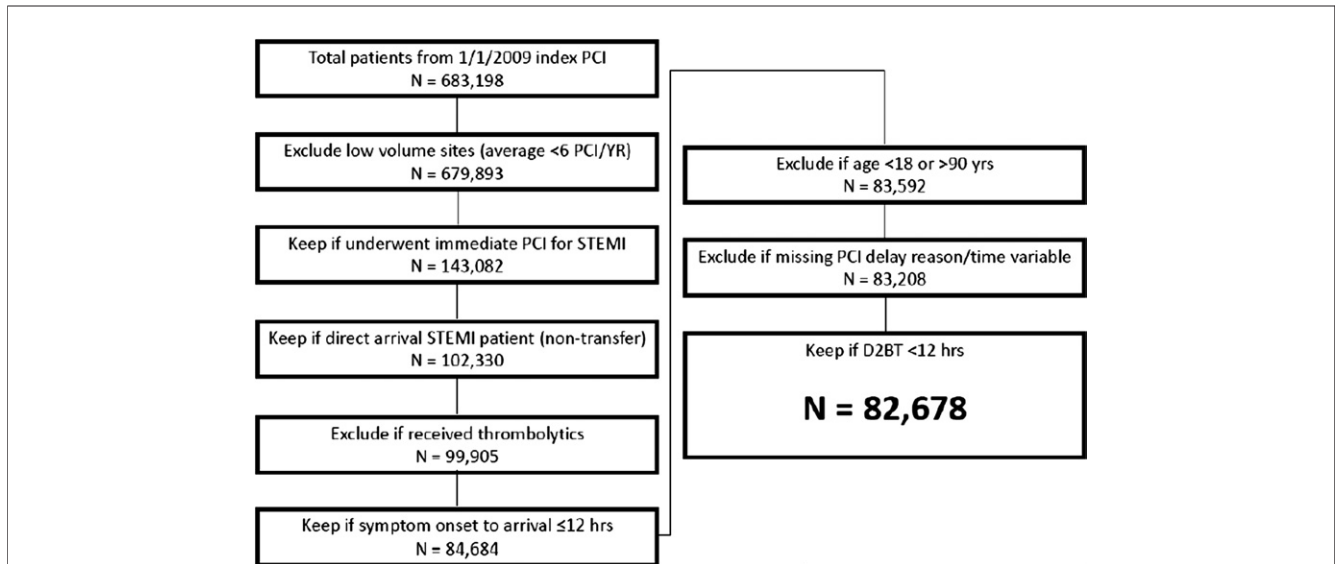 Total patients from 1/1/2009 index PCI
N = 683,198
Exclude low volume sites (average <6 PCI/YR)
N = 679,893
Keep if underwent immediate PCI for STEMI
N = 143,082
Keep if direct arrival STEMI patient (non-transfer)
N = 102,330
Exclude if received thrombolytics
N = 99,905
Keep if symptom onset to arrival ≤12 hrs
N = 84,684
Exclude if age <18 or >90 yrs
N = 83,592
Exclude if missing PCI delay reason/time variable
N = 83,208
Keep if D2BT <12 hrs
N = 82,678